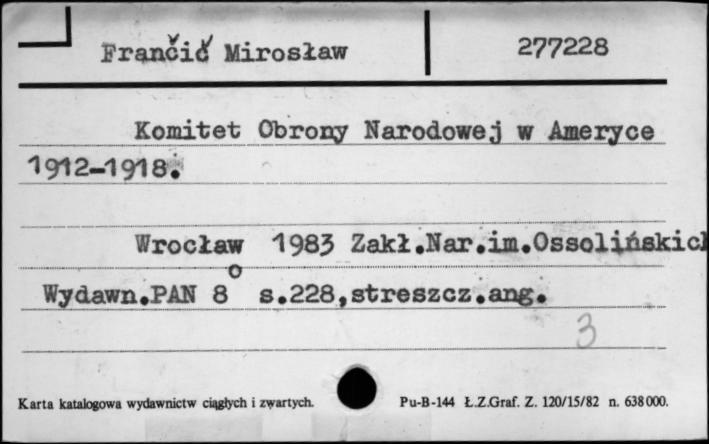 Frančić Mirosław 277228
Komitet Obrony Narodowej w Ameryce
1912-1918.
Wrocław 1983 Zakł.Nar.im.Ossolińskich
Wydawn.PAN 8° s.228,streszcz.ang.
3
Karta katalogowa wydawnictw ciągłych i zwartych. Pu-B-144 Ł.Z.Graf. Z. 120/15/82 n. 638000.